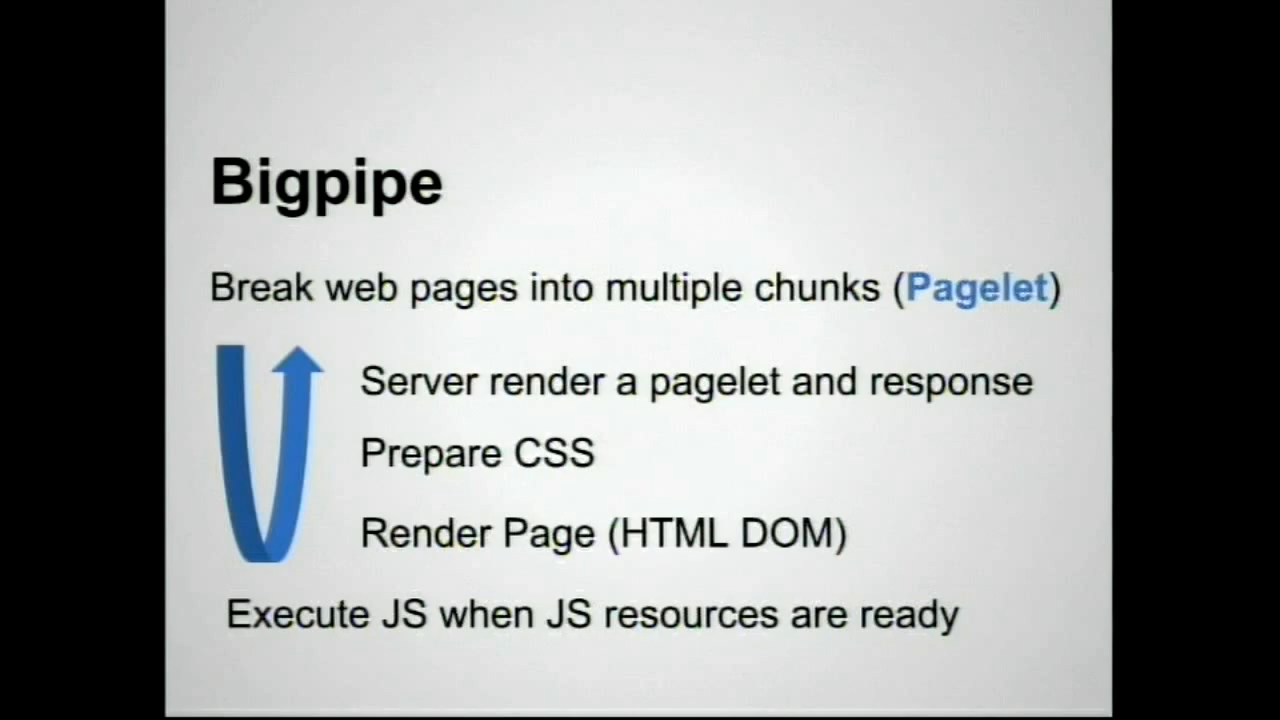 Bigpipe
Break web pages into multiple chunks (Pagelet)
Server render a pagelet and response
Prepare CSS
Render Page (HTML DOM)
Execute JS when JS resources are ready